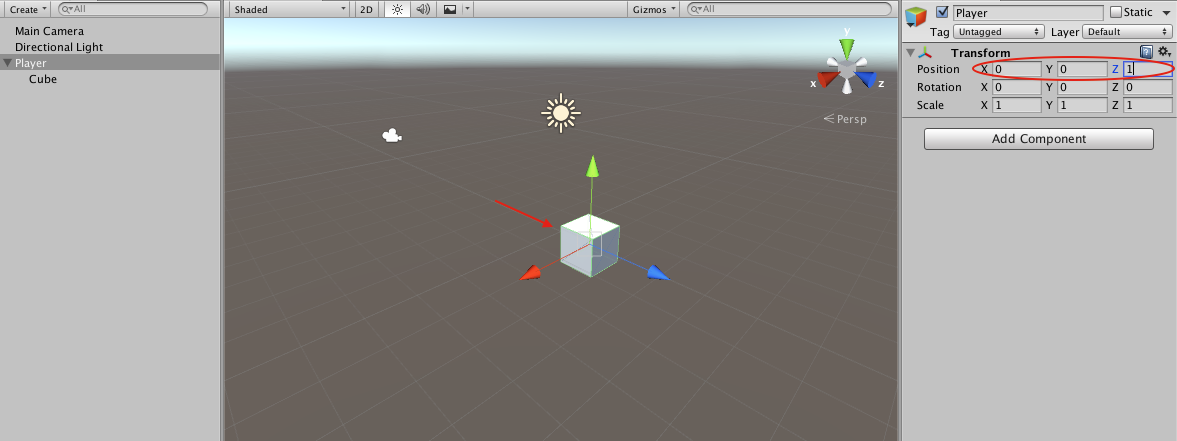 Create All
Main Camera
Directional Light
Player
Cube
Shaded 2D Gizmos All
y
x z
Persp
Player Static
Tag Untagged Layer Default
Transform
Position X 0 Y 0 Z 1
Rotation X 0 Y 0 Z 0
Scale X 1 Y 1 Z 1
Add Component